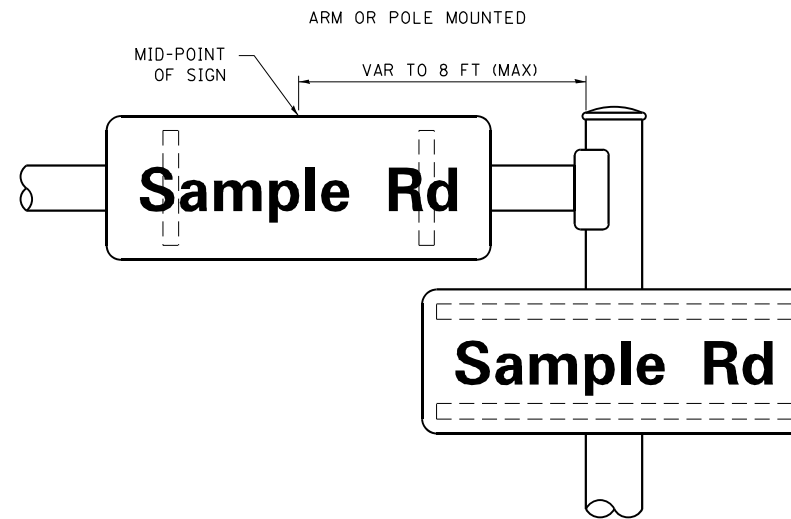 ARM OR POLE MOUNTED
MID-POINT
OF SIGN
VAR TO 8 FT (MAX)
Sample Rd
Sample Rd